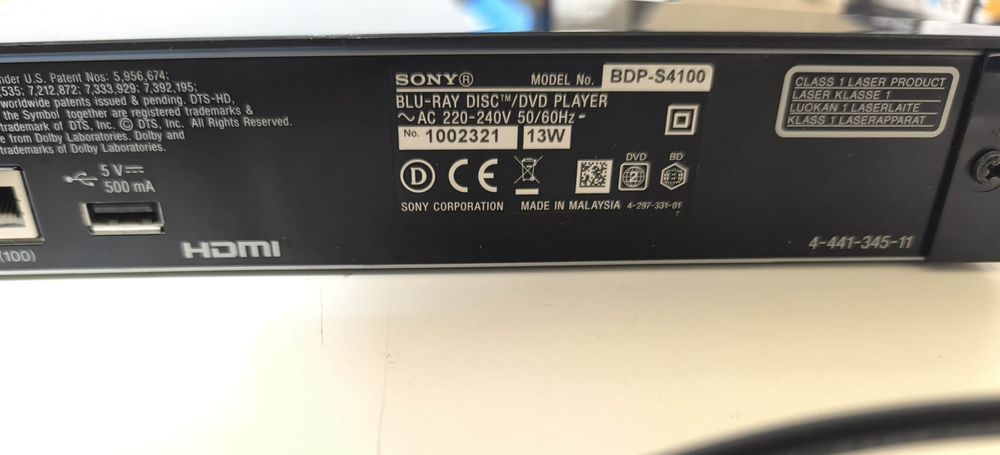 nder U.S. Patent Nos: 5,956,674;
,535; 7,212,872; 7,333,929; 7,392,195;
worldwide patents issued & pending. DTS-HD,
the Symbol together are registered trademarks &
trademark of DTS, Inc. © DTS, Inc. All Rights Reserved.
e from Dolby Laboratories. Dolby and
trademarks of Dolby Laboratories.
5 V
500 mA
(100)
HDMI
SONY® MODEL No. BDP-S4100
BLU-RAY DISC™/DVD PLAYER
~ AC 220-240V 50/60Hz
No. 1002321 13W
D CE DVD 2 BD
SONY CORPORATION MADE IN MALAYSIA 4-297-331-01
CLASS 1 LASER PRODUCT
LASER KLASSE 1
LUOKAN 1 LASERLAITE
KLASS 1 LASERAPPARAT
4-441-345-11